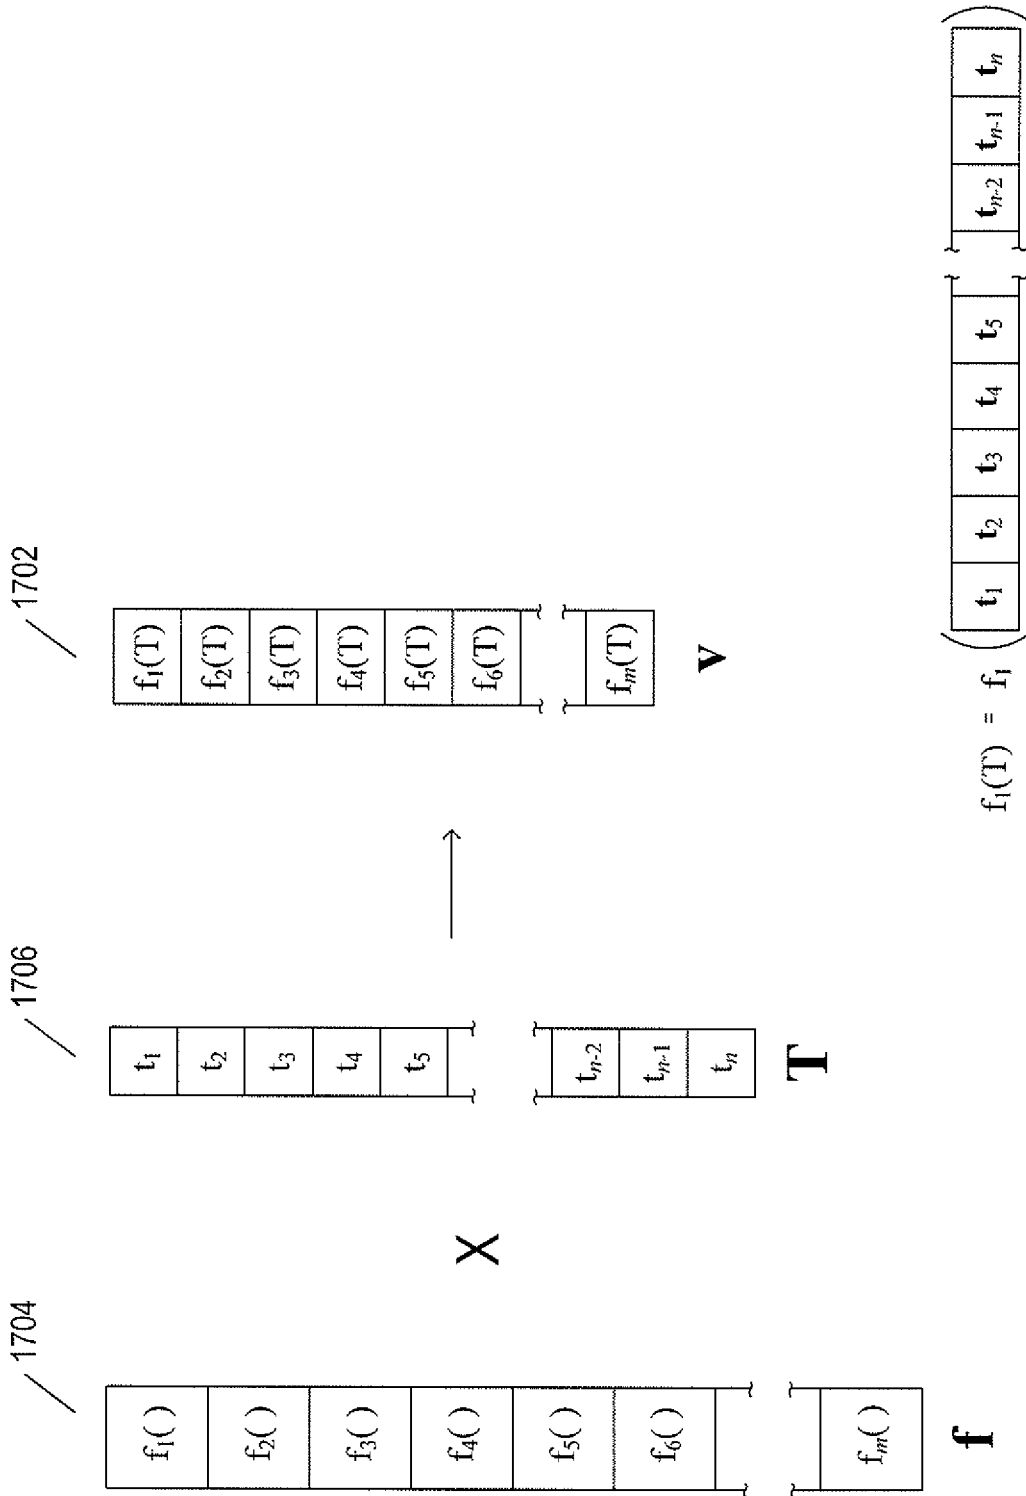 1704
f₁( )
f₂( )
f₃( )
f₄( )
f₅( )
f₆( )
fₘ( )
f
X
1706
t₁
t₂
t₃
t₄
t₅
tₙ₋₂
tₙ₋₁
tₙ
T
1702
f₁(T)
f₂(T)
f₃(T)
f₄(T)
f₅(T)
f₆(T)
fₘ(T)
v
f₁(T) = f₁ ( t₁ t₂ t₃ t₄ t₅ tₙ₋₂ tₙ₋₁ tₙ )